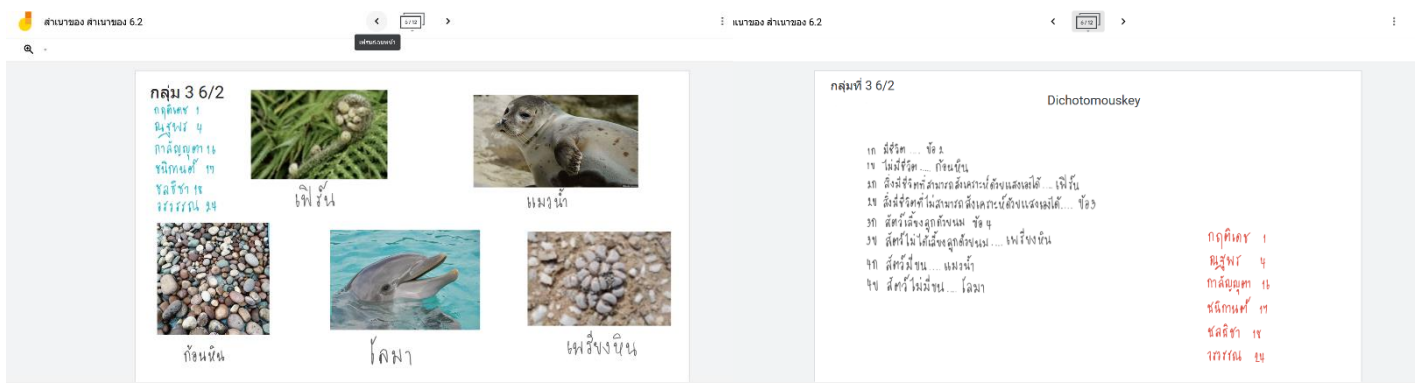 สำเนาของ สำเนาของ 6.2
6/12
เฟรมก่อนหน้า
กลุ่ม 3 6/2
กฤติเดช 1
ณฐพร 4
กาลัญญุตา 16
ชนิกานต์ 17
ชลธิชา 18
วรรรณ 24
เฟิร์น
แมวน้ำ
ก้อนหิน
โลมา
เพรียงหิน
เนาของ สำเนาของ 6.2
6/12
กลุ่มที่ 3 6/2
Dichotomouskey
1ก มีชีวิต .... ข้อ 2
1ข ไม่มีชีวิต .... ก้อนหิน
2ก สิ่งมีชีวิตที่สามารถสังเคราะห์ด้วยแสงเองได้ .... เฟิร์น
2ข สิ่งมีชีวิตที่ไม่สามารถสังเคราะห์ด้วยแสงเองได้ .... ข้อ3
3ก สัตว์เลี้ยงลูกด้วยนม ข้อ 4
3ข สัตว์ไม่ได้เลี้ยงลูกด้วยนม .... เพรียงหิน
4ก สัตว์มีขน .... แมวน้ำ
4ข สัตว์ไม่มีขน .... โลมา
กฤติเดช 1
ณฐพร 4
กาลัญญุตา 16
ชนิกานต์ 17
ชลธิชา 18
วรรรณ 24